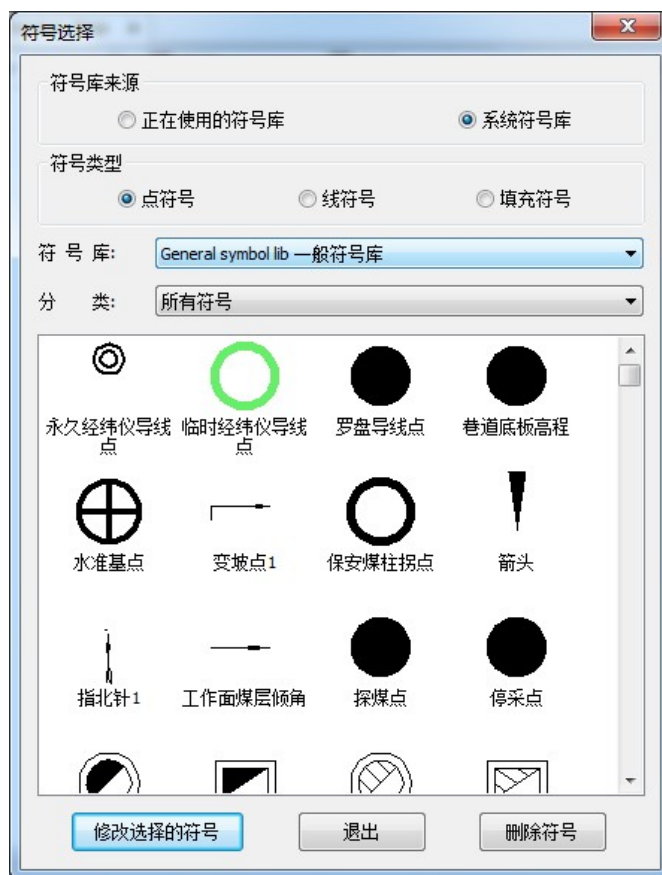 符号选择
符号库来源
正在使用的符号库 系统符号库
符号类型
点符号 线符号 填充符号
符 号 库: General symbol lib 一般符号库
分 类: 所有符号
永久经纬仪导线点 临时经纬仪导线点 罗盘导线点 巷道底板高程
水准基点 变坡点1 保安煤柱拐点 箭头
指北针1 工作面煤层倾角 探煤点 停采点
修改选择的符号 退出 删除符号